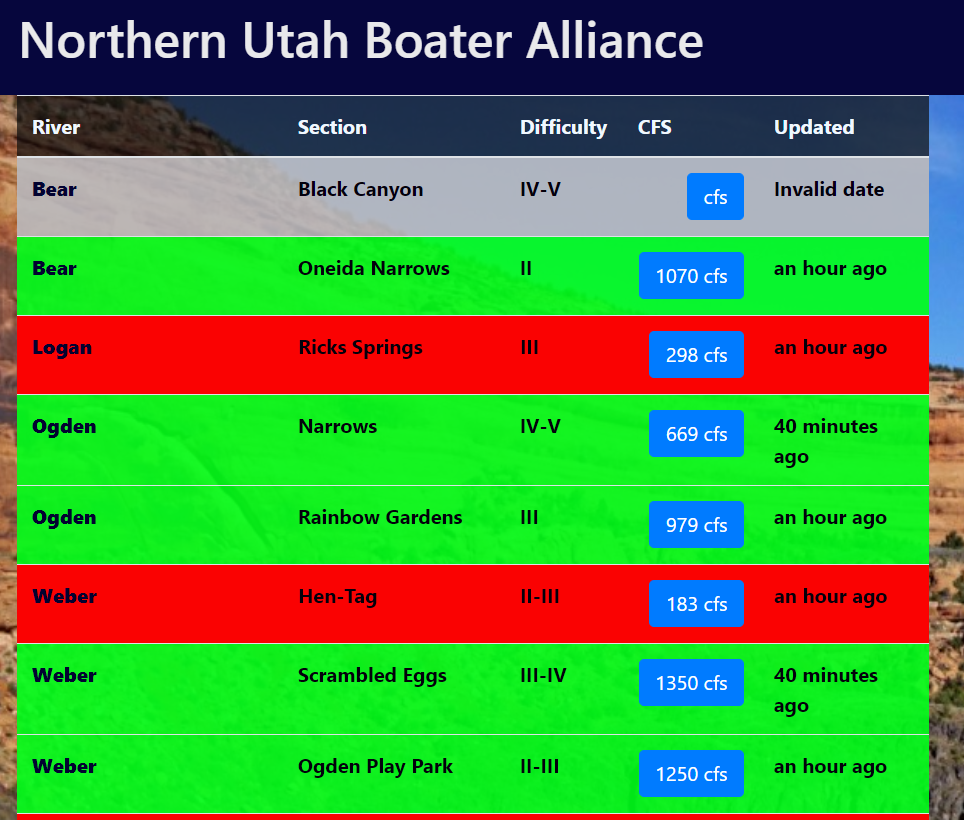 Northern Utah Boater Alliance
River Section Difficulty CFS Updated
Bear Black Canyon IV-V cfs Invalid date
Bear Oneida Narrows II 1070 cfs an hour ago
Logan Ricks Springs III 298 cfs an hour ago
Ogden Narrows IV-V 669 cfs 40 minutes
ago
Ogden Rainbow Gardens III 979 cfs an hour ago
Weber Hen-Tag II-III 183 cfs an hour ago
Weber Scrambled Eggs III-IV 1350 cfs 40 minutes
ago
Weber Ogden Play Park II-III 1250 cfs an hour ago